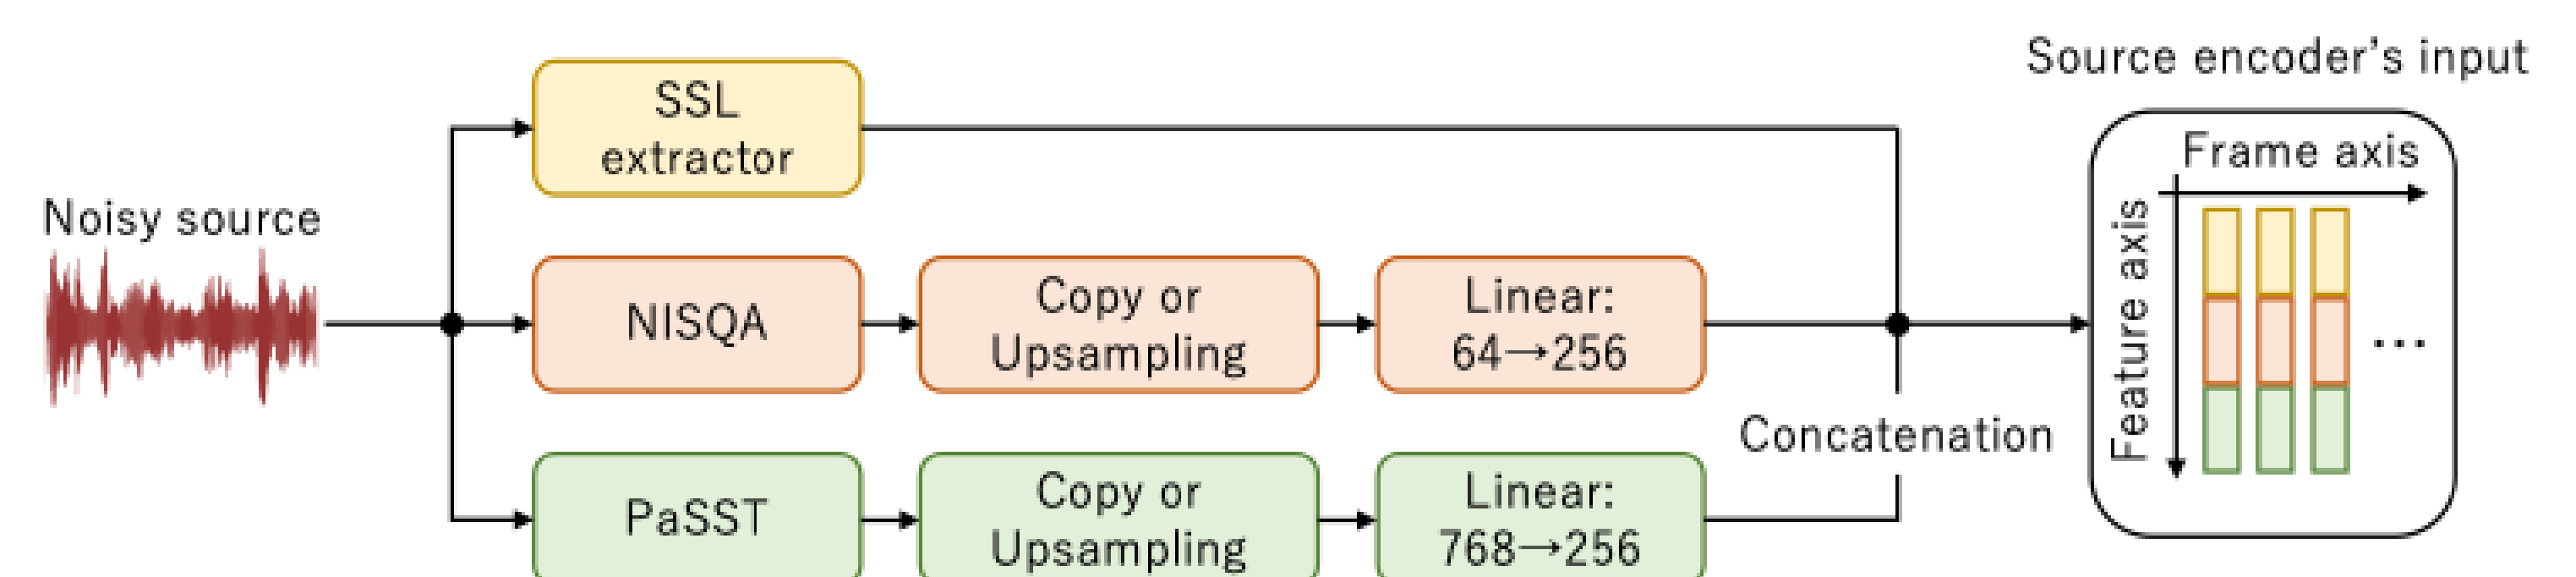 Source encoder's input
SSL
extractor
Frame axis
Noisy source
Feature axis
NISQA
Copy or
Upsampling
Linear:
64→256
...
Concatenation
PaSST
Copy or
Upsampling
Linear:
768→256